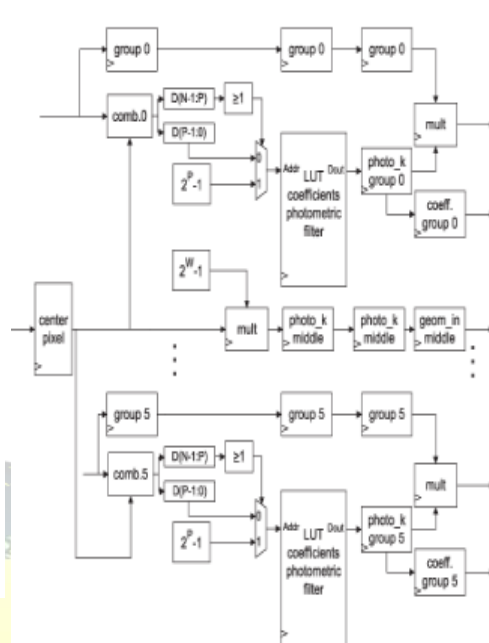 group 0
group 0
group 0
comb.0
D(N-1:P)
≥1
D(P-1:0)
0
1
2^P-1
Addr
Dout
LUT
coefficients
photometric
filter
photo_k
group 0
mult
coeff.
group 0
2^W-1
center
pixel
mult
photo_k
middle
photo_k
middle
geom_in
middle
group 5
group 5
group 5
comb.5
D(N-1:P)
≥1
D(P-1:0)
0
1
2^P-1
Addr
Dout
LUT
coefficients
photometric
filter
photo_k
group 5
mult
coeff.
group 5